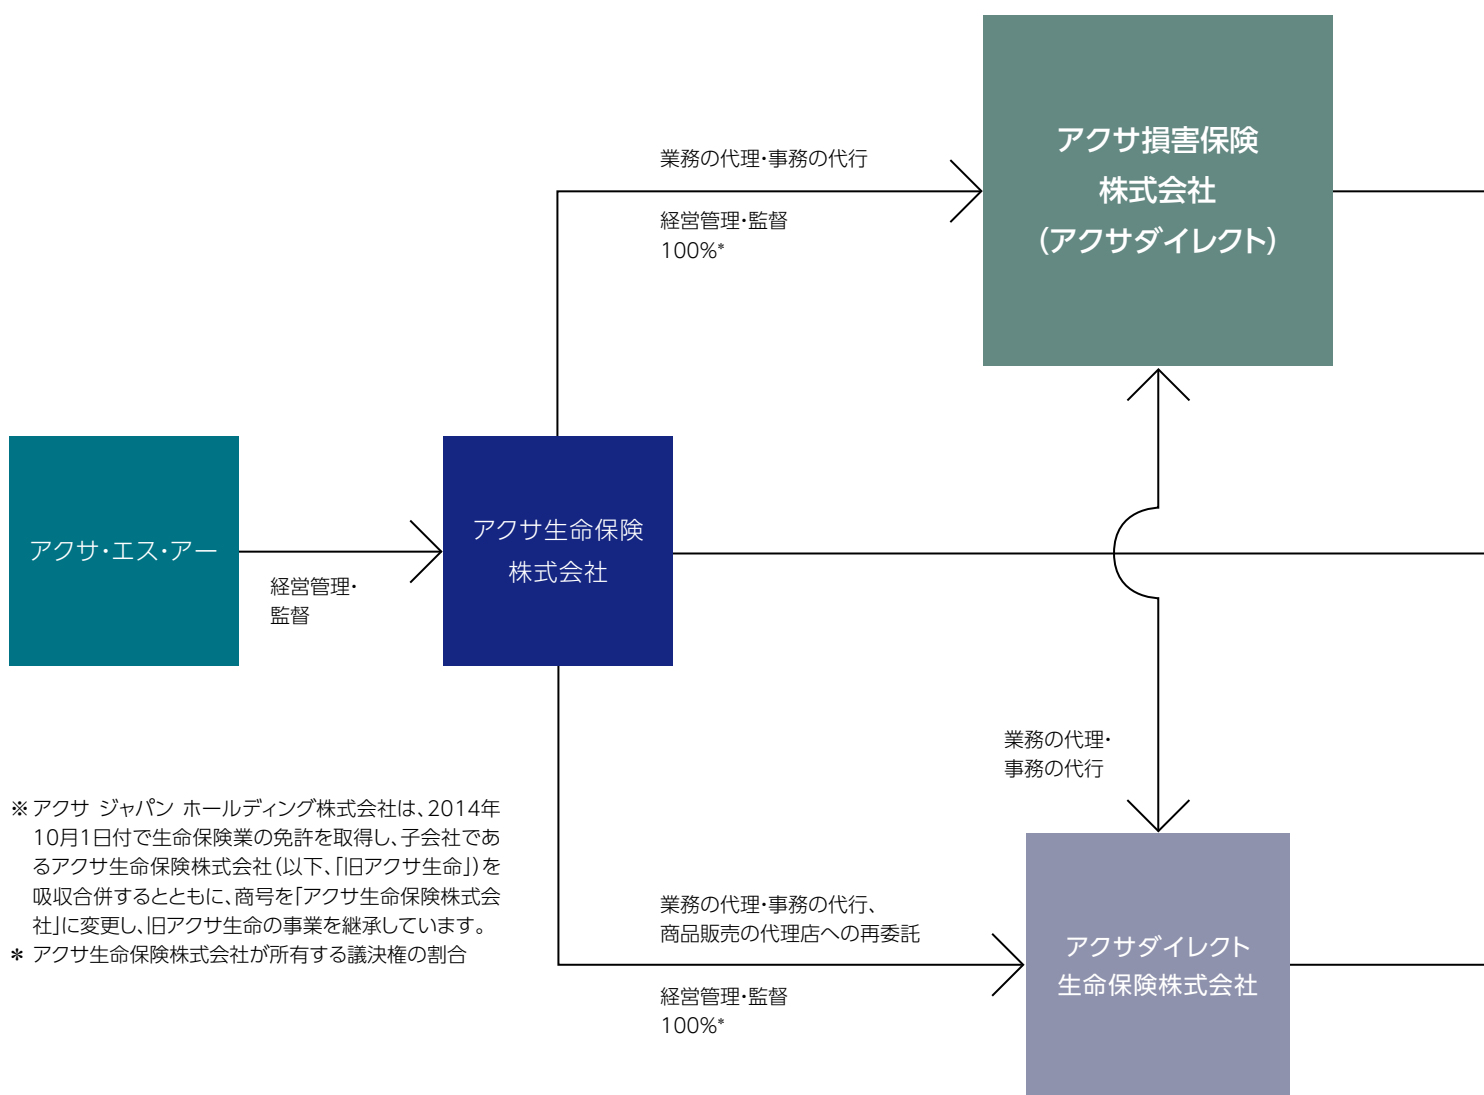 アクサ損害保険
株式会社
(アクサダイレクト)
業務の代理・事務の代行
経営管理・監督
100%*
アクサ・エス・アー
経営管理・
監督
アクサ生命保険
株式会社
業務の代理・
事務の代行
※アクサ ジャパン ホールディング株式会社は、2014年
10月1日付で生命保険業の免許を取得し、子会社であ
るアクサ生命保険株式会社(以下、「旧アクサ生命」)を
吸収合併するとともに、商号を「アクサ生命保険株式会
社」に変更し、旧アクサ生命の事業を継承しています。
* アクサ生命保険株式会社が所有する議決権の割合
業務の代理・事務の代行、
商品販売の代理店への再委託
経営管理・監督
100%*
アクサダイレクト
生命保険株式会社